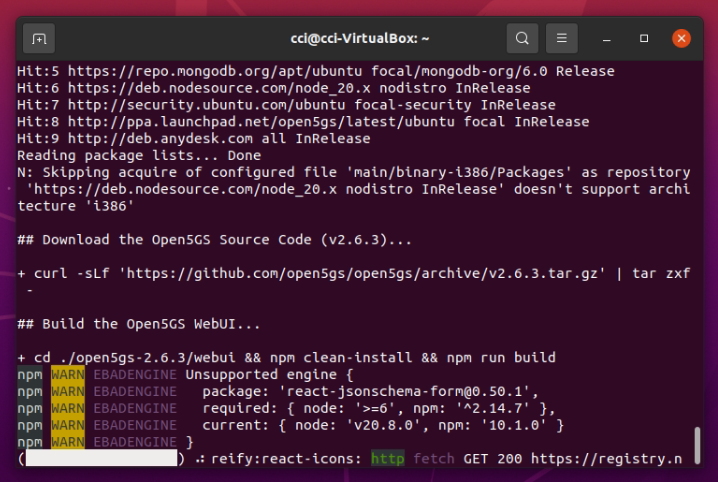 cci@cci-VirtualBox: ~
Hit:5 https://repo.mongodb.org/apt/ubuntu focal/mongodb-org/6.0 Release
Hit:6 https://deb.nodesource.com/node_20.x nodistro InRelease
Hit:7 http://security.ubuntu.com/ubuntu focal-security InRelease
Hit:8 http://ppa.launchpad.net/open5gs/latest/ubuntu focal InRelease
Hit:9 http://deb.anydesk.com all InRelease
Reading package lists... Done
N: Skipping acquire of configured file 'main/binary-i386/Packages' as repository
 'https://deb.nodesource.com/node_20.x nodistro InRelease' doesn't support archi
tecture 'i386'
## Download the Open5GS Source Code (v2.6.3)...
+ curl -sLf 'https://github.com/open5gs/open5gs/archive/v2.6.3.tar.gz' | tar zxf
 -
## Build the Open5GS WebUI...
+ cd ./open5gs-2.6.3/webui && npm clean-install && npm run build
npm WARN EBADENGINE Unsupported engine {
npm WARN EBADENGINE   package: 'react-jsonschema-form@0.50.1',
npm WARN EBADENGINE   required: { node: '>=6', npm: '^2.14.7' },
npm WARN EBADENGINE   current: { node: 'v20.8.0', npm: '10.1.0' }
npm WARN EBADENGINE }
(                  ) ⠴ reify:react-icons: http fetch GET 200 https://registry.n